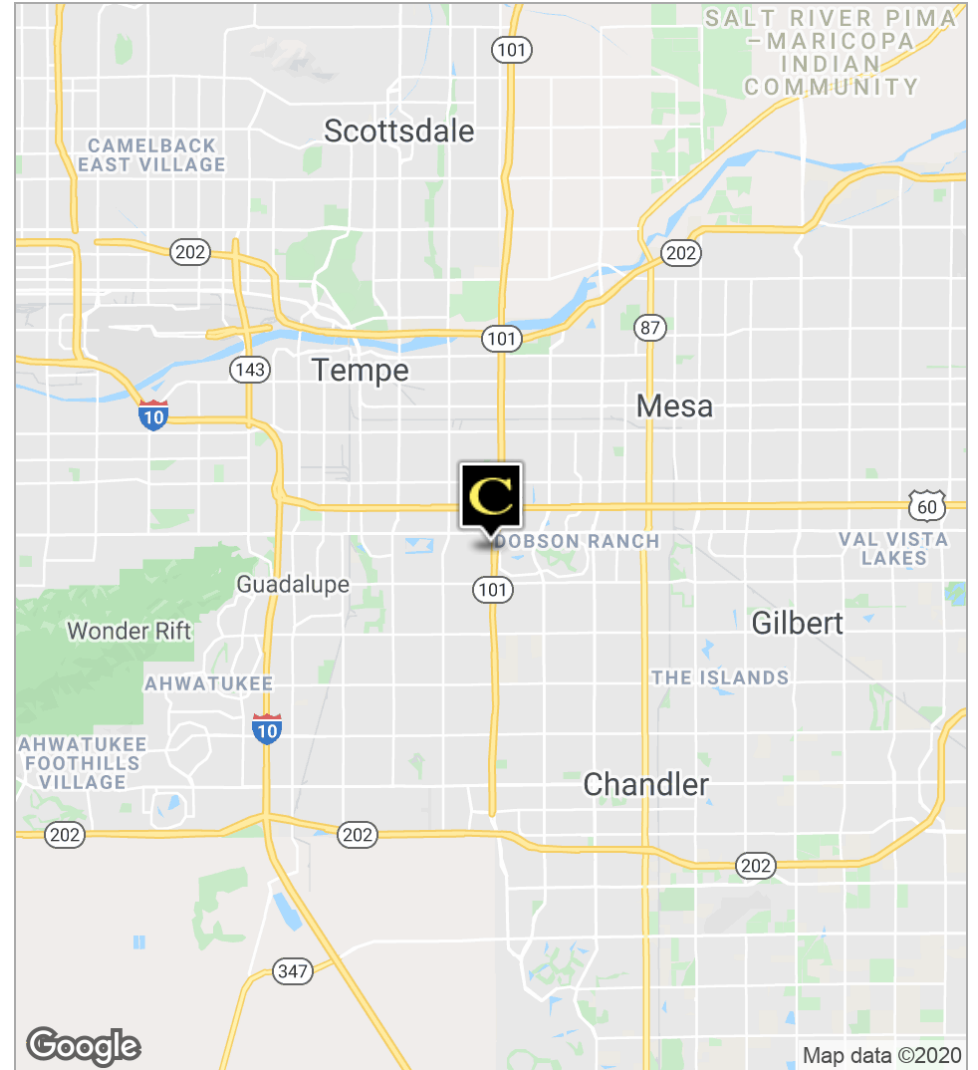 SALT RIVER PIMA
–MARICOPA
INDIAN
COMMUNITY
101
Scottsdale
CAMELBACK
EAST VILLAGE
202
202
87
101
143
Tempe
10
Mesa
C
60
DOBSON RANCH
VAL VISTA
LAKES
Guadalupe
101
Wonder Rift
Gilbert
AHWATUKEE
THE ISLANDS
10
AHWATUKEE
FOOTHILLS
VILLAGE
Chandler
202
202
202
347
Google
Map data ©2020